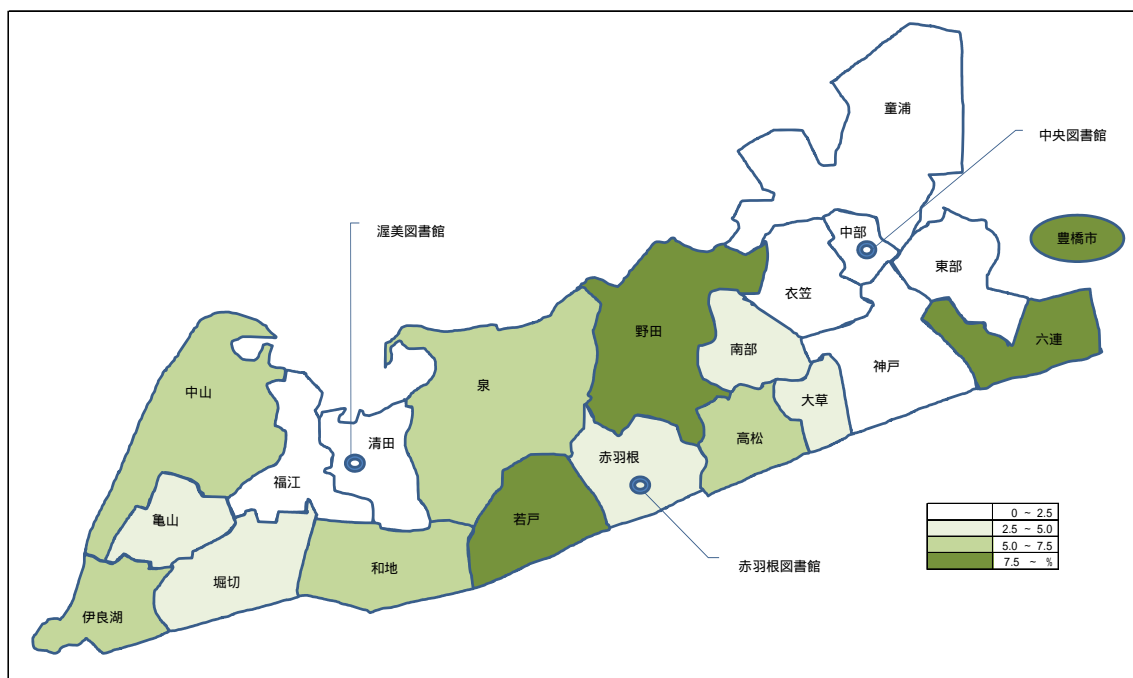 童浦
中央図書館
渥美図書館
中部
豊橋市
東部
衣笠
野田
六連
南部
神戸
中山
泉
大草
清田
高松
赤羽根
福江
亀山
若戸
0 ~ 2.5
2.5 ~ 5.0
5.0 ~ 7.5
7.5 ~ %
赤羽根図書館
和地
堀切
伊良湖